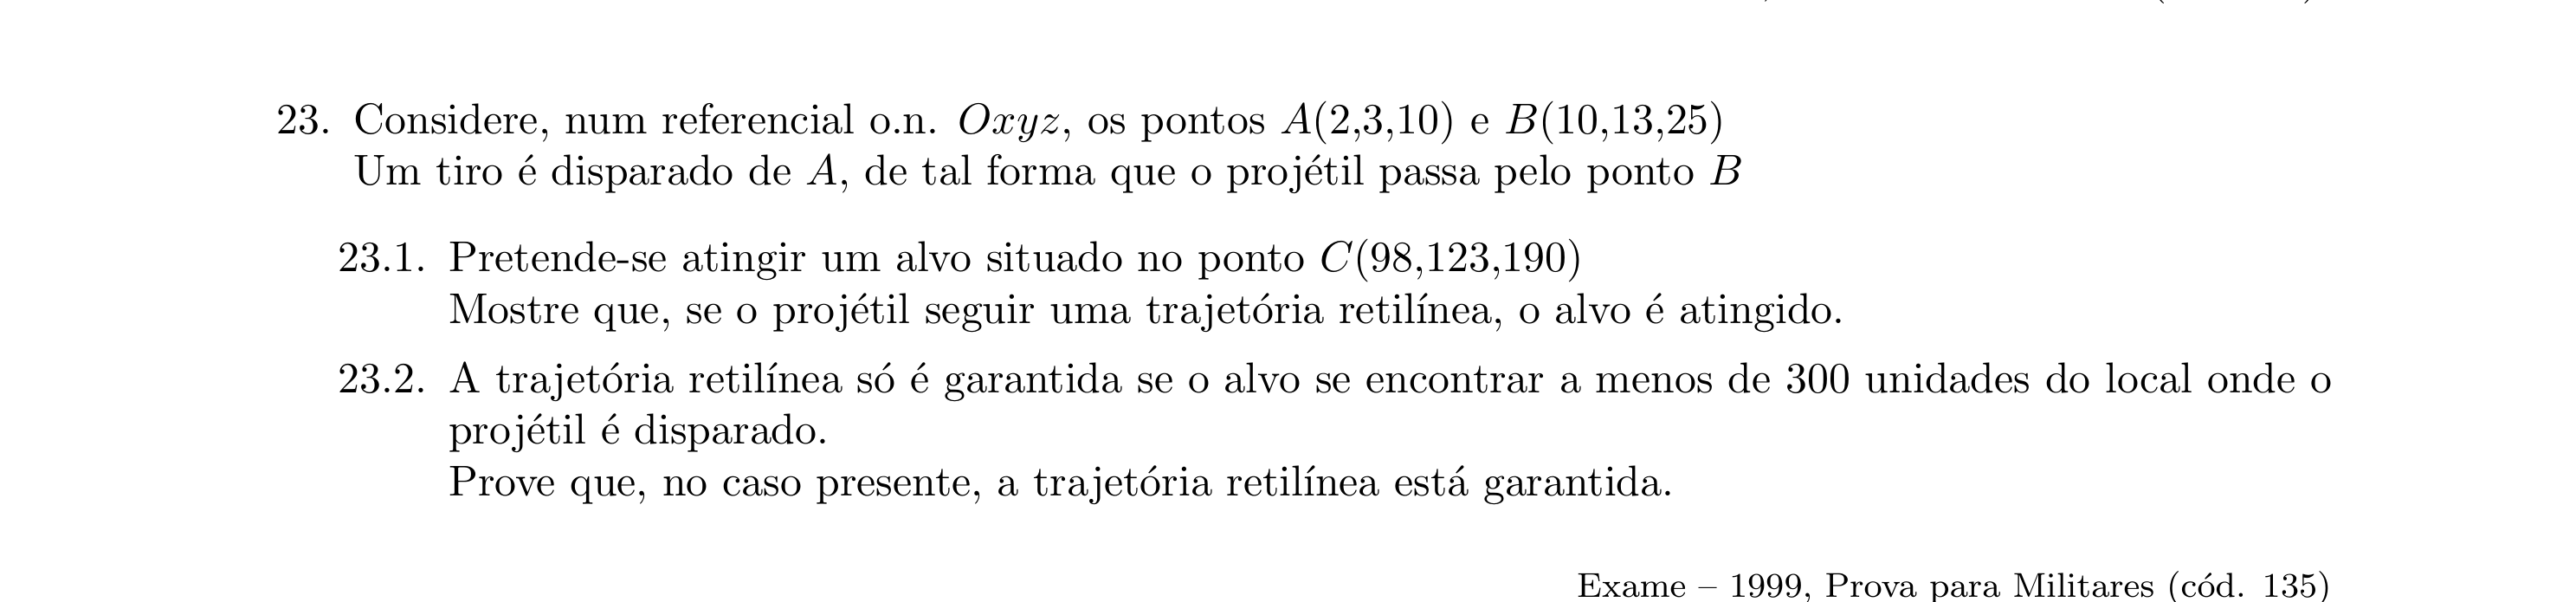 23. Considere, num referencial o.n. Oxyz, os pontos A(2,3,10) e B(10,13,25)
Um tiro é disparado de A, de tal forma que o projétil passa pelo ponto B
23.1. Pretende-se atingir um alvo situado no ponto C(98,123,190)
Mostre que, se o projétil seguir uma trajetória retilínea, o alvo é atingido.
23.2. A trajetória retilínea só é garantida se o alvo se encontrar a menos de 300 unidades do local onde o
projétil é disparado.
Prove que, no caso presente, a trajetória retilínea está garantida.
Exame – 1999, Prova para Militares (cód. 135)